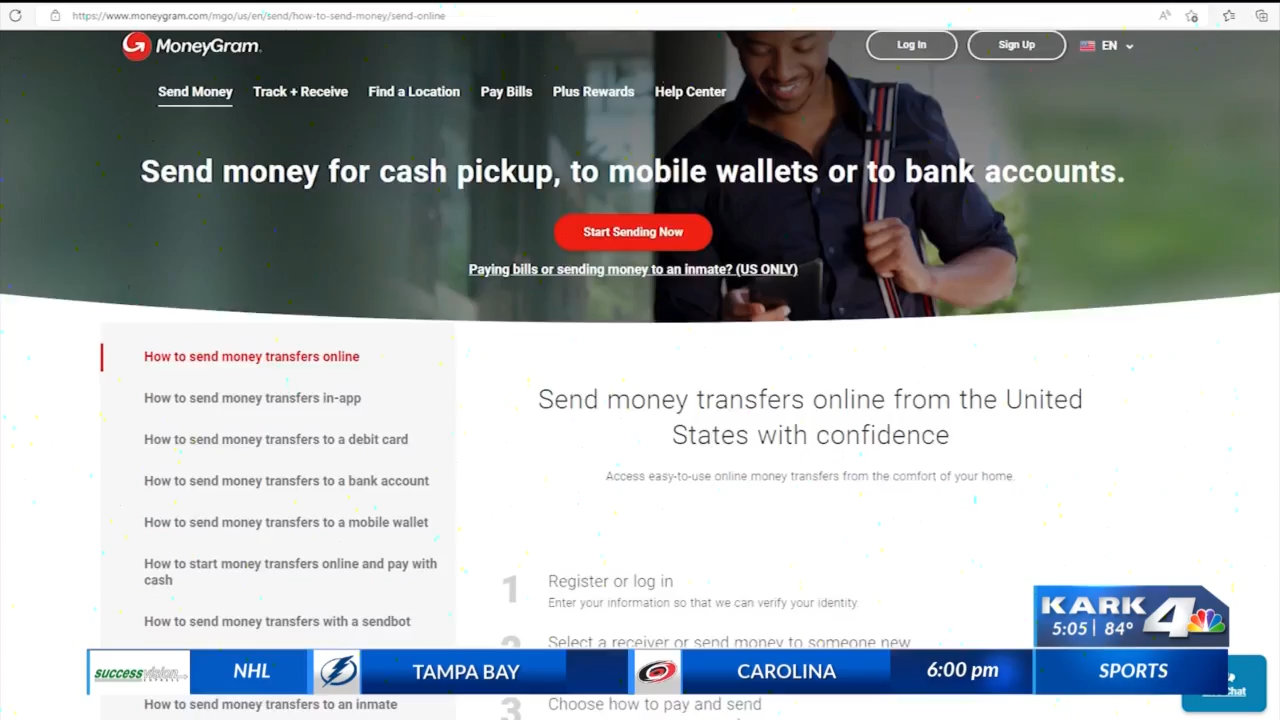 https://www.moneygram.com/mgo/us/en/send/how-to-send-money/send-online
MoneyGram
Log In
Sign Up
EN
Send Money
Track + Receive
Find a Location
Pay Bills
Plus Rewards
Help Center
Send money for cash pickup, to mobile wallets or to bank accounts.
Start Sending Now
Paying bills or sending money to an inmate? (US ONLY)
How to send money transfers online
How to send money transfers in-app
How to send money transfers to a debit card
How to send money transfers to a bank account
How to send money transfers to a mobile wallet
How to start money transfers online and pay with
cash
How to send money transfers with a sendbot
How to send money transfers to an inmate
Send money transfers online from the United
States with confidence
Access easy-to-use online money transfers from the comfort of your home.
1 Register or log in
Enter your information so that we can verify your identity
2 Select a receiver or send money to someone new
3 Choose how to pay and send
KARK 4
5:05 84°
successvision
NHL
TAMPA BAY
CAROLINA
6:00 pm
SPORTS
Chat